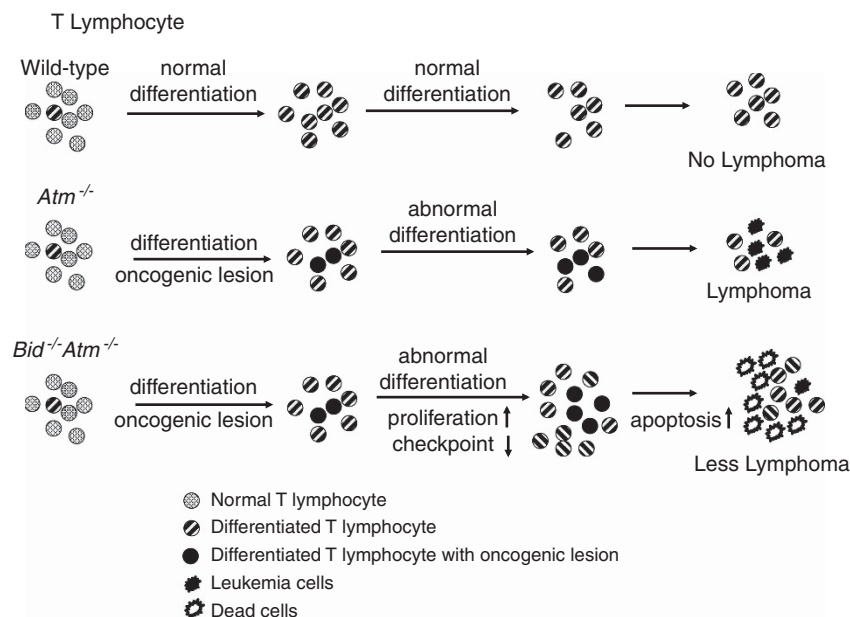 T Lymphocyte
Wild-type
normal
differentiation
normal
differentiation
No Lymphoma
Atm -/-
differentiation
oncogenic lesion
abnormal
differentiation
Lymphoma
Bid-/-Atm-/-
differentiation
oncogenic lesion
abnormal
differentiation
proliferation ↑
checkpoint ↓
apoptosis ↑
Less Lymphoma
Normal T lymphocyte
Differentiated T lymphocyte
Differentiated T lymphocyte with oncogenic lesion
Leukemia cells
Dead cells